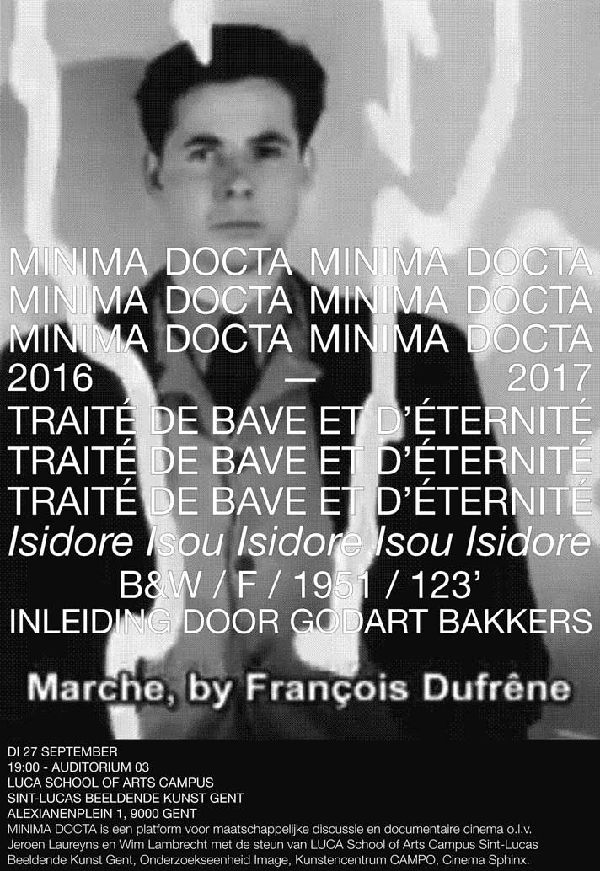 MINIMA DOCTA MINIMA DOCTA
MINIMA DOCTA MINIMA DOCTA
MINIMA DOCTA MINIMA DOCTA
2016 — 2017
TRAITÉ DE BAVE ET D'ÉTERNITÉ
TRAITÉ DE BAVE ET D'ÉTERNITÉ
TRAITÉ DE BAVE ET D'ÉTERNITÉ
Isidore Isou Isidore Isou Isidore
B&W / F / 1951 / 123'
INLEIDING DOOR GODART BAKKERS
Marche, by François Dufrêne
DI 27 SEPTEMBER
19:00 - AUDITORIUM 03
LUCA SCHOOL OF ARTS CAMPUS
SINT-LUCAS BEELDENDE KUNST GENT
ALEXIANENPLEIN 1, 9000 GENT
MINIMA DOCTA is een platform voor maatschappelijke discussie en documentaire cinema o.l.v.
Jeroen Laureyns en Wim Lambrecht met de steun van LUCA School of Arts Campus Sint-Lucas
Beeldende Kunst Gent, Onderzoekseenheid Image, Kunstencentrum CAMPO, Cinema Sphinx.